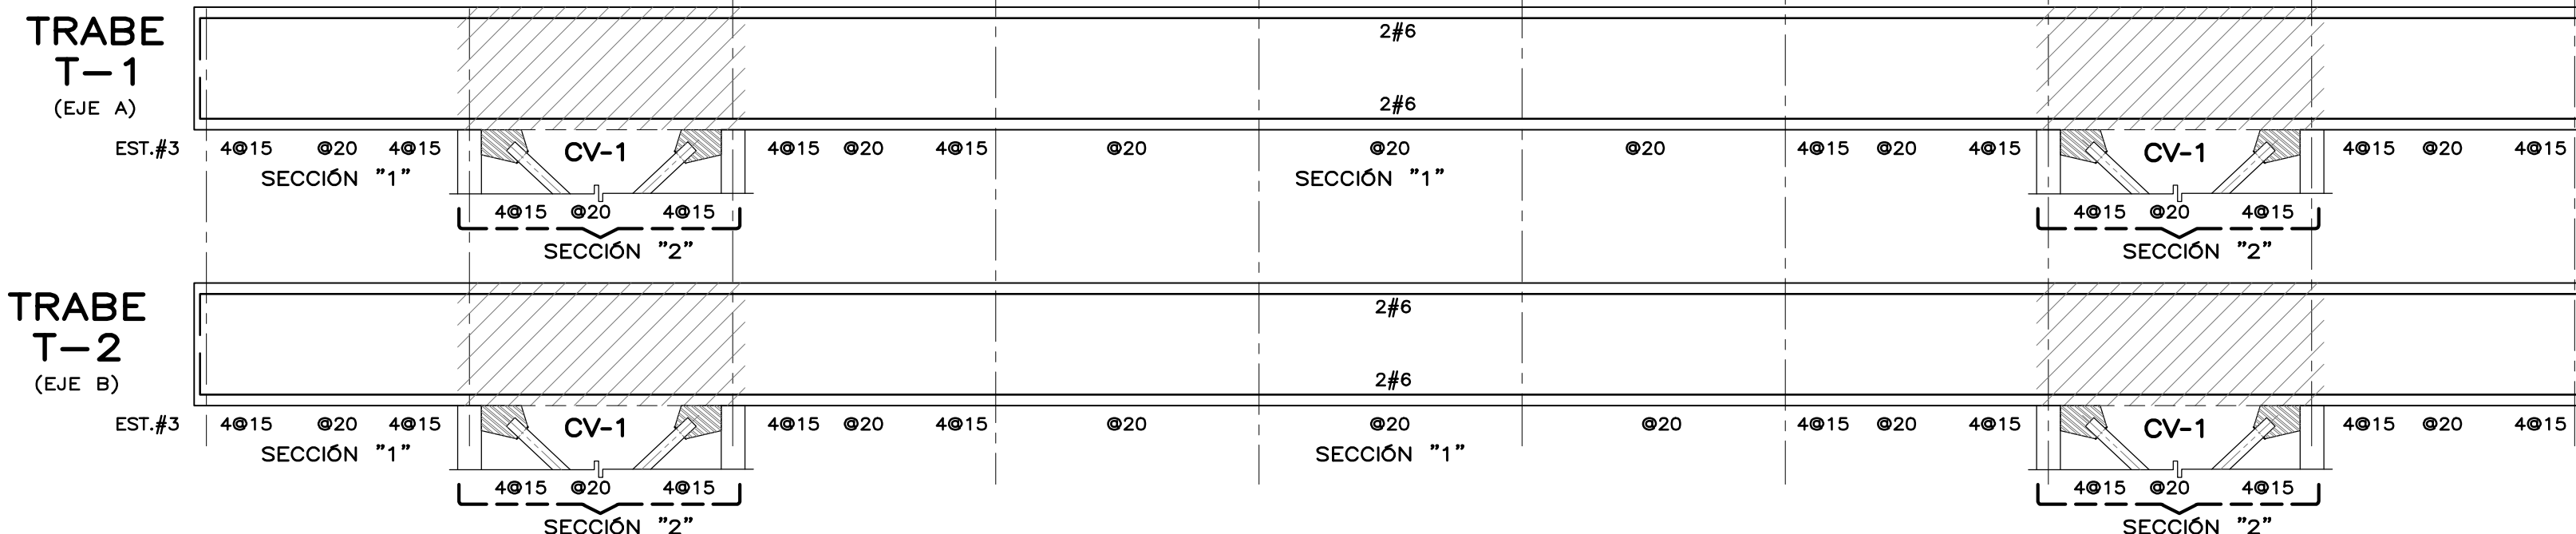 TRABE
T-1
(EJE A)
2#6
2#6
EST.#3 4@15 @20 4@15 CV-1 4@15 @20 4@15 @20 @20 @20 4@15 @20 4@15 CV-1 4@15 @20 4@15
SECCIÓN "1" SECCIÓN "1"
4@15 @20 4@15 4@15 @20 4@15
SECCIÓN "2" SECCIÓN "2"
TRABE
T-2
(EJE B)
2#6
2#6
EST.#3 4@15 @20 4@15 CV-1 4@15 @20 4@15 @20 @20 @20 4@15 @20 4@15 CV-1 4@15 @20 4@15
SECCIÓN "1" SECCIÓN "1"
4@15 @20 4@15 4@15 @20 4@15
SECCIÓN "2" SECCIÓN "2"